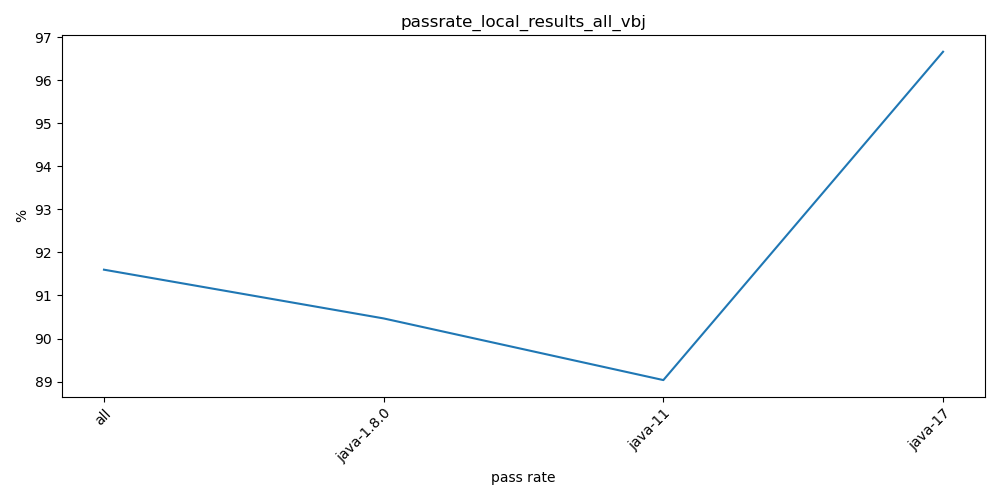 passrate_local_results_all_vbj
97
96
95
94
93
92
91
90
89
%
all
java-1.8.0
java-11
java-17
pass rate